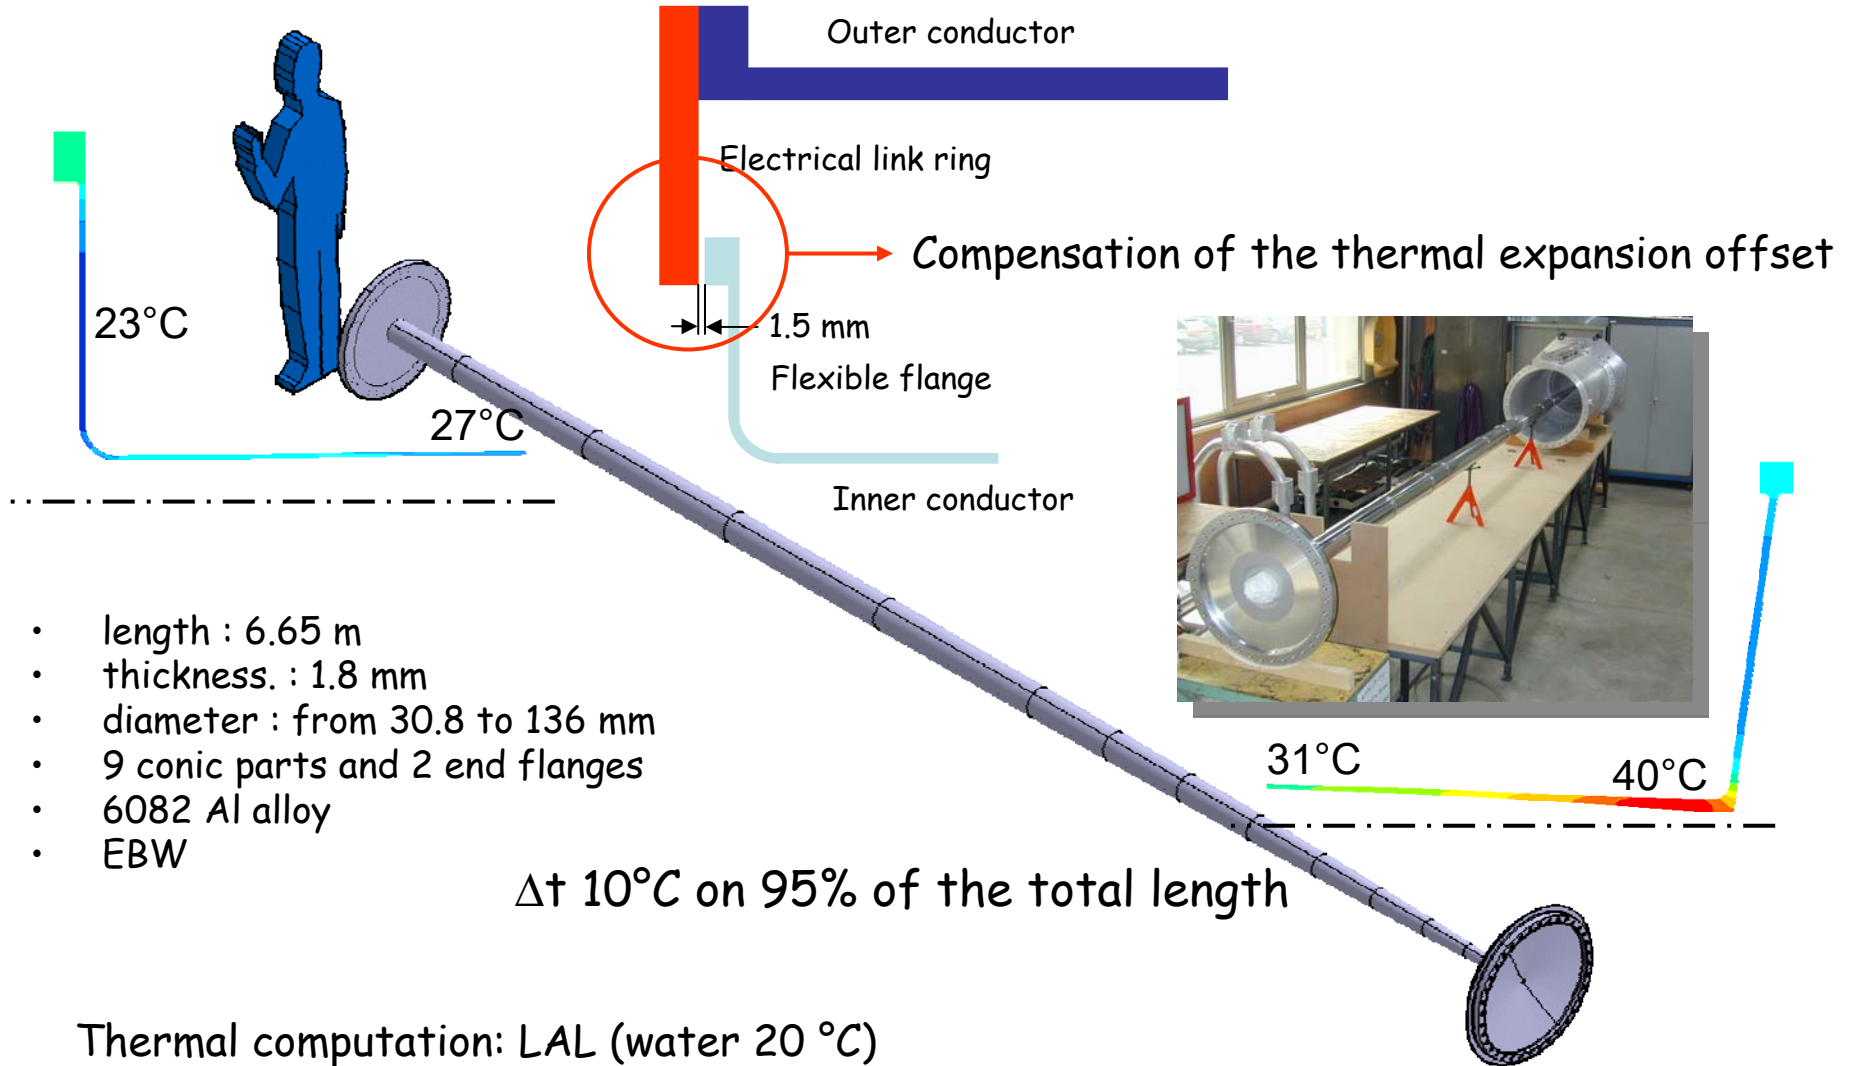 Outer conductor
Electrical link ring
Compensation of the thermal expansion offset
23°C
1.5 mm
Flexible flange
27°C
Inner conductor
• length : 6.65 m
• thickness. : 1.8 mm
• diameter : from 30.8 to 136 mm
• 9 conic parts and 2 end flanges
• 6082 Al alloy
• EBW
31°C
40°C
Δt 10°C on 95% of the total length
Thermal computation: LAL (water 20 °C)